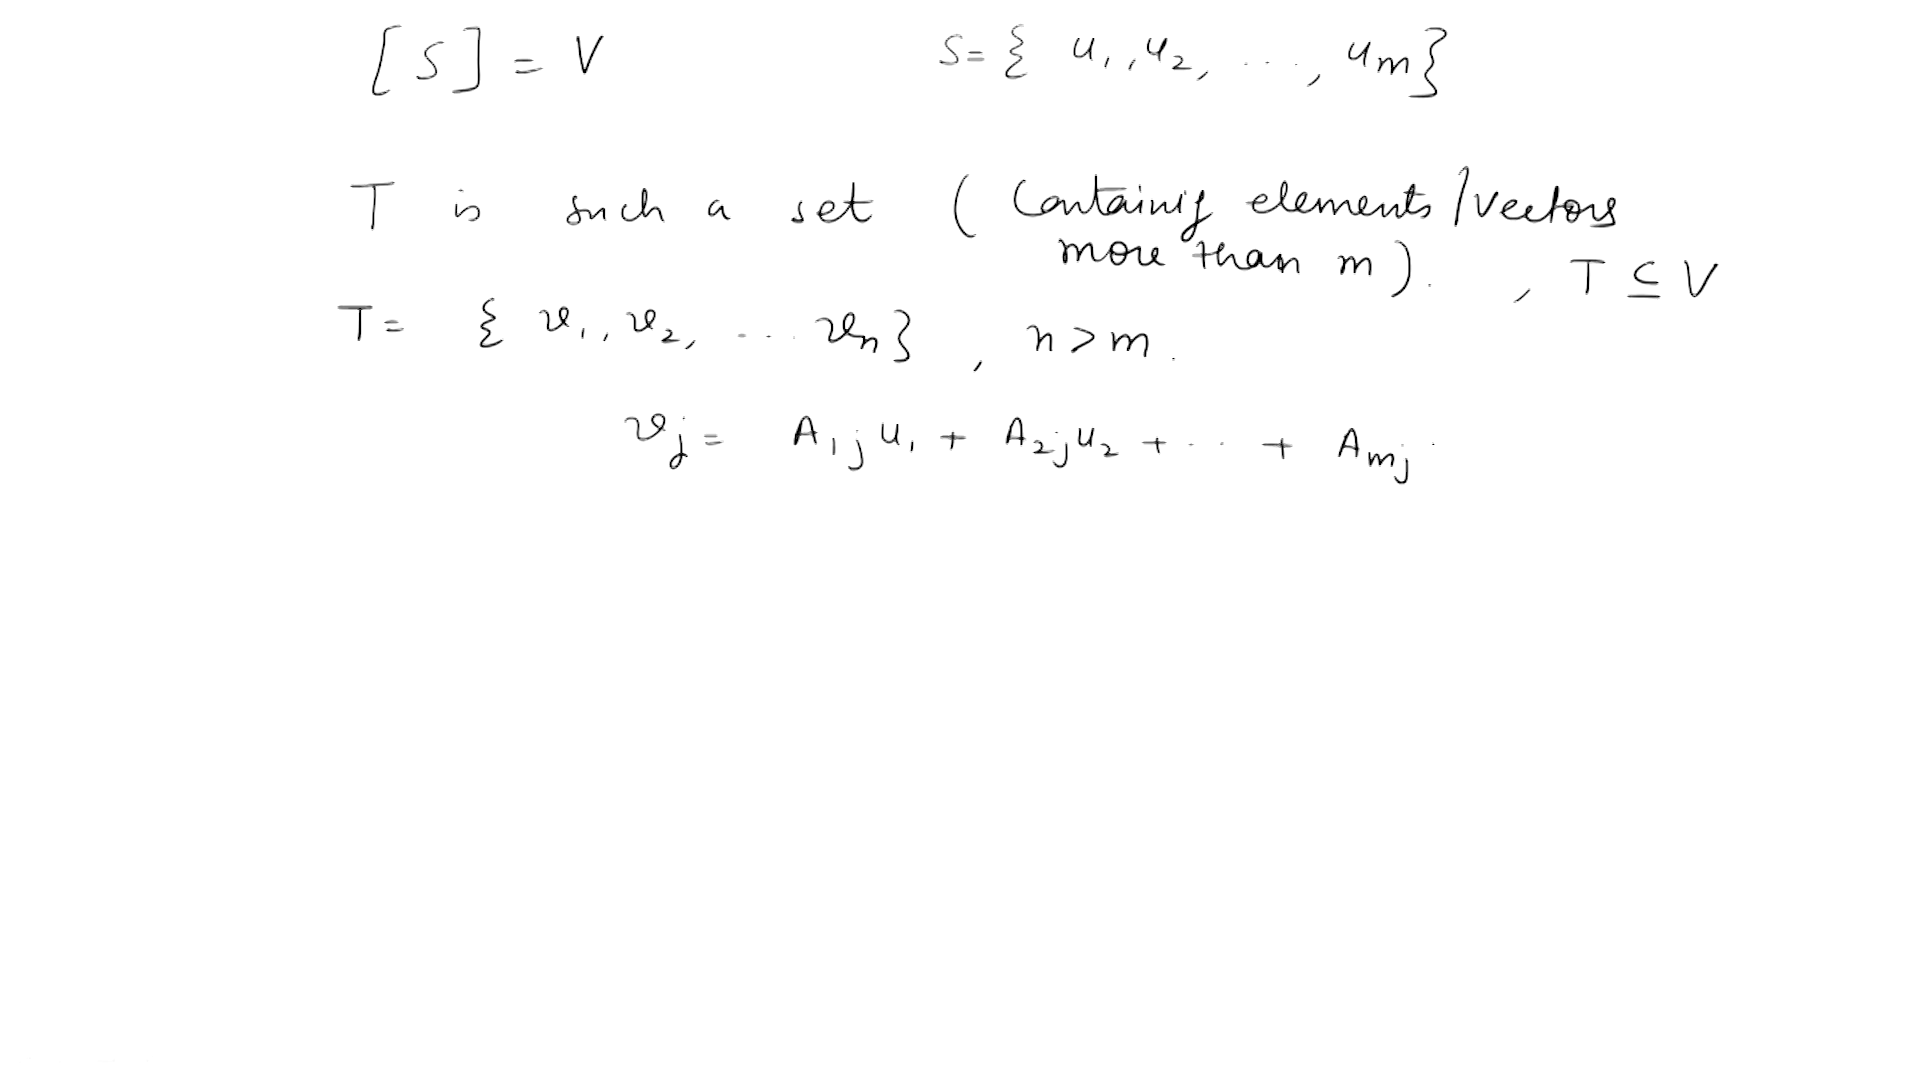 [S] = V S = { u₁, u₂, ..., uₘ}
T is such a set ( Containing elements/vectors
more than m). , T ⊆ V
T = { v₁, v₂, ... vₙ} , n > m.
vⱼ = A₁ⱼ u₁ + A₂ⱼ u₂ + ... + Aₘⱼ